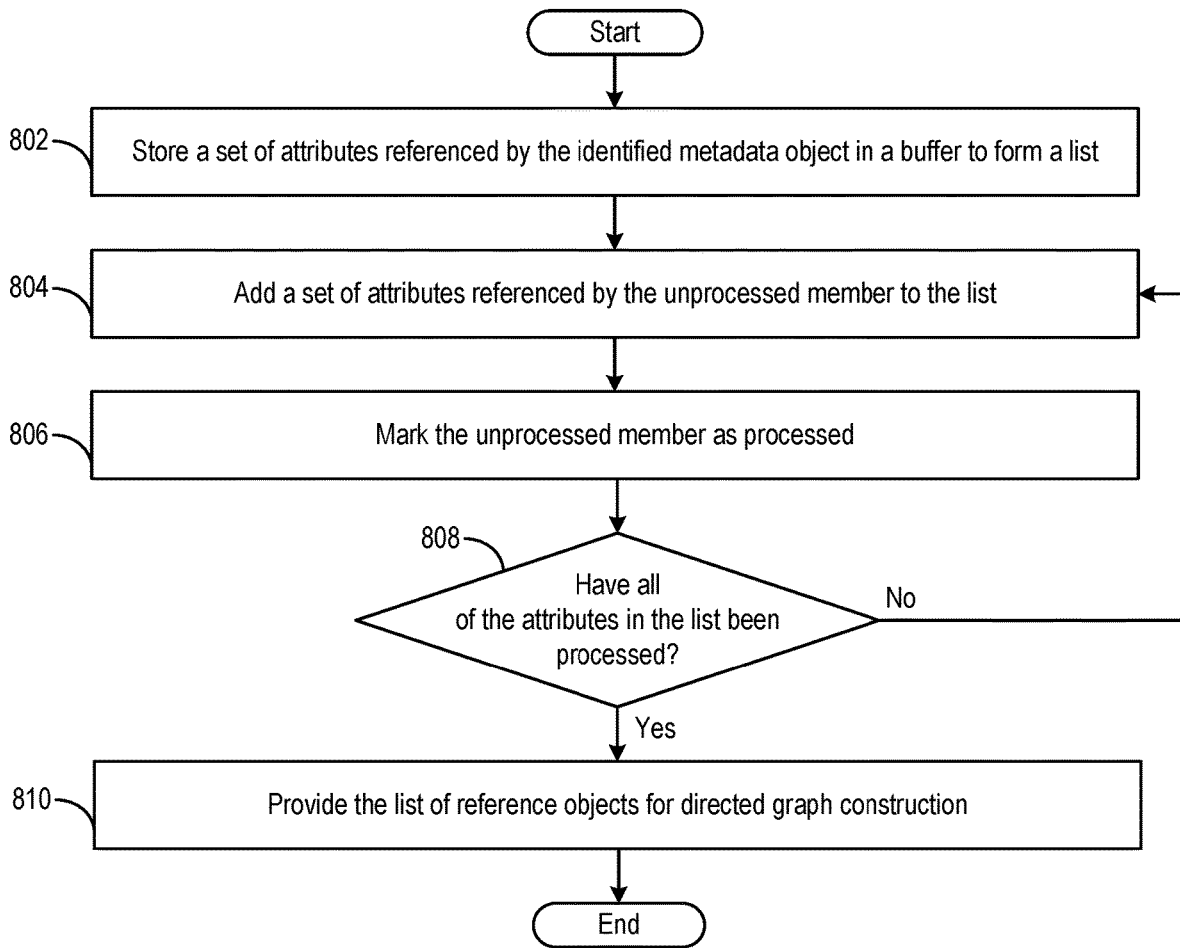 Start
802
Store a set of attributes referenced by the identified metadata object in a buffer to form a list
804
Add a set of attributes referenced by the unprocessed member to the list
806
Mark the unprocessed member as processed
808
Have all
of the attributes in the list been
processed?
No
Yes
810
Provide the list of reference objects for directed graph construction
End